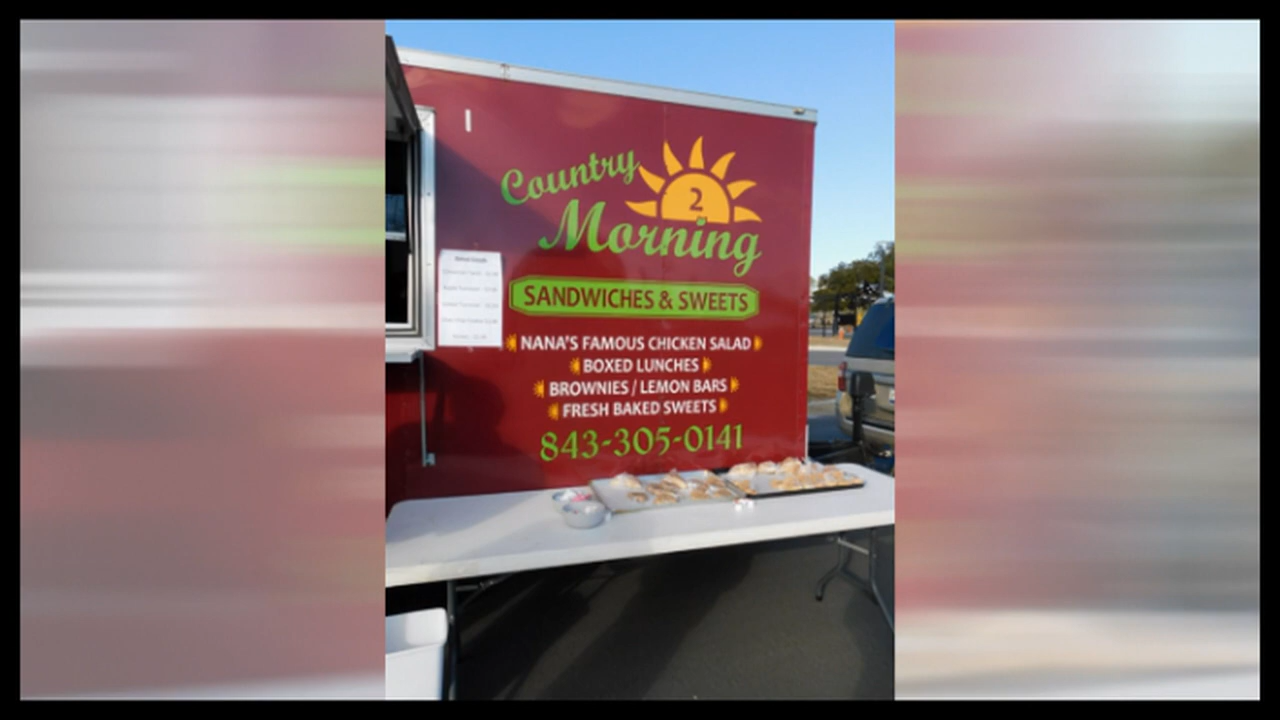 Country
2
Morning
SANDWICHES & SWEETS
NANA'S FAMOUS CHICKEN SALAD
BOXED LUNCHES
BROWNIES / LEMON BARS
FRESH BAKED SWEETS
843-305-0141